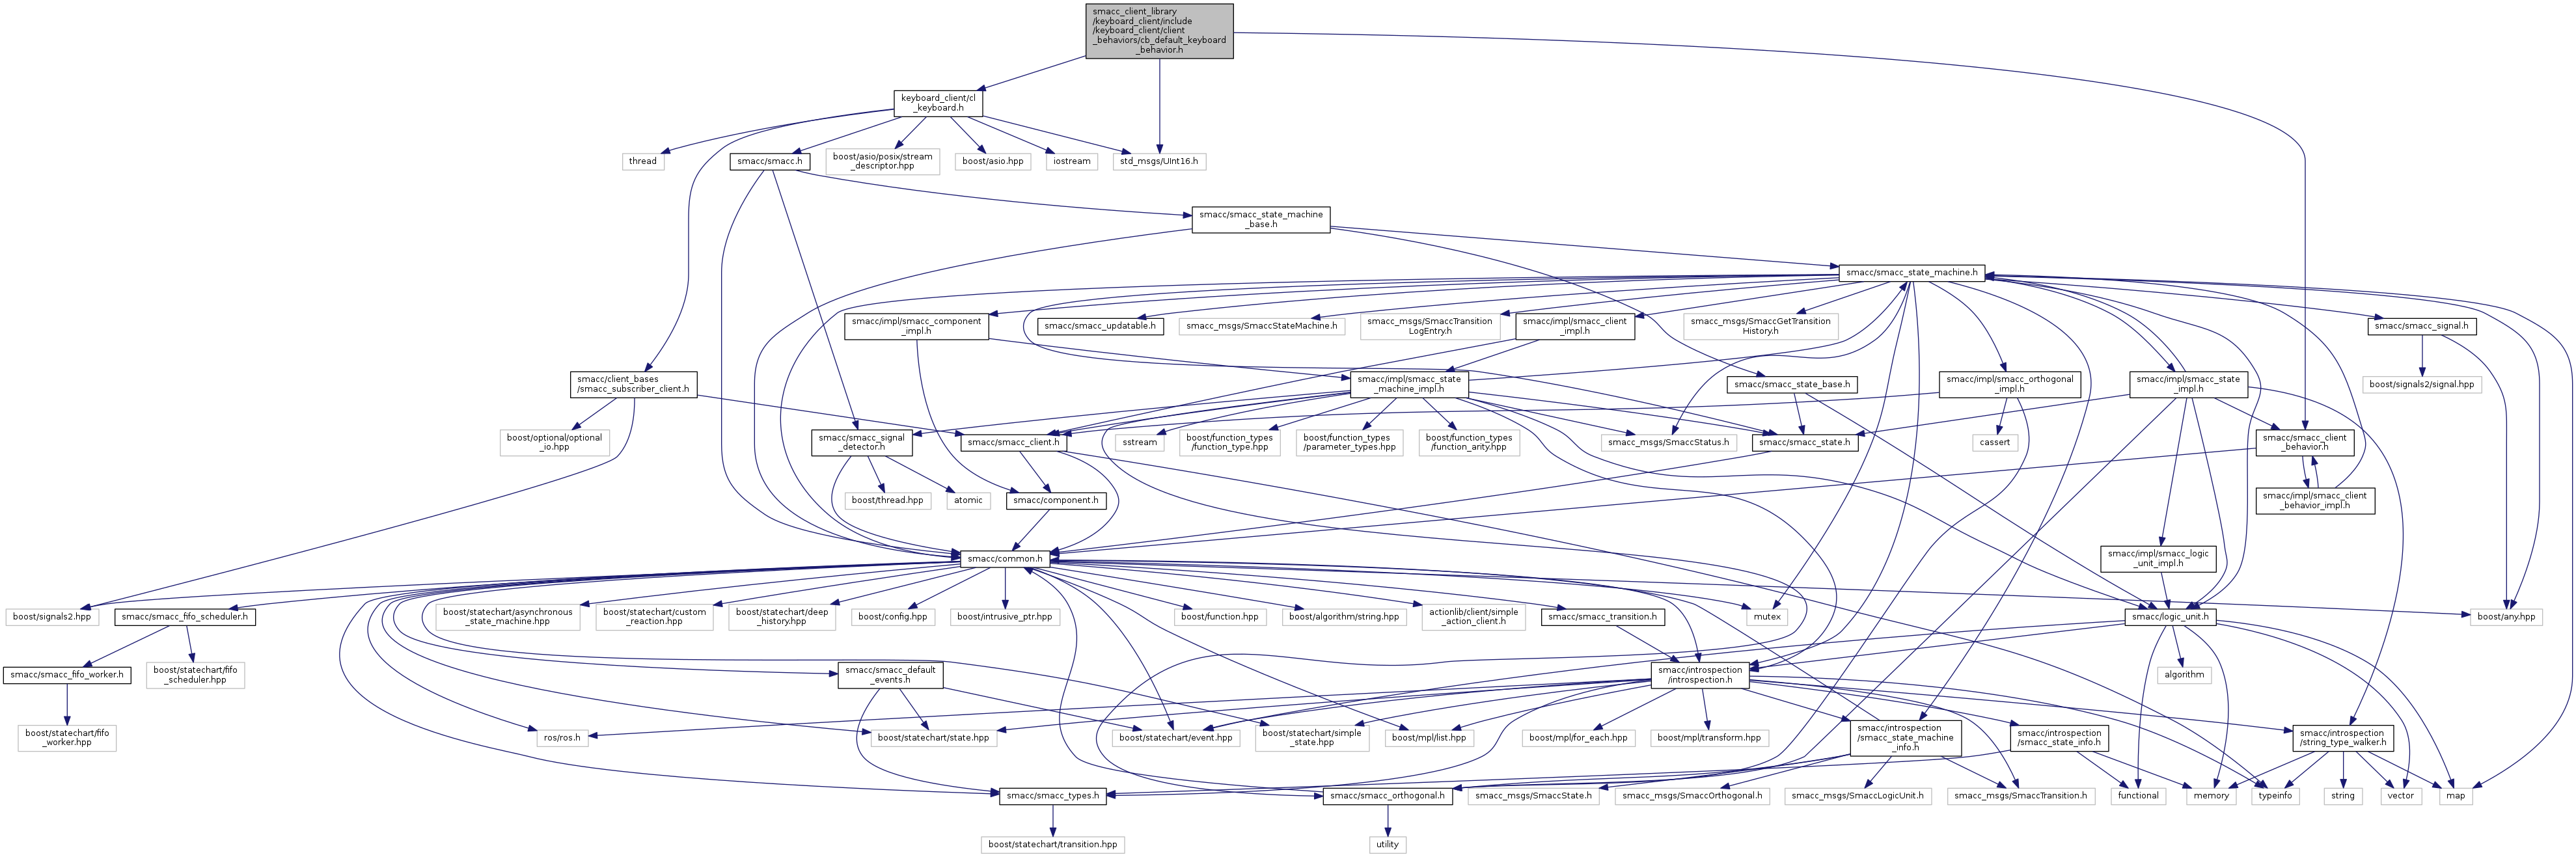 smacc_client_library
/keyboard_client/include
/keyboard_client/client
_behaviors/cb_default_keyboard
_behavior.h
keyboard_client/cl
_keyboard.h
thread
smacc/smacc.h
boost/asio/posix/stream
_descriptor.hpp
boost/asio.hpp
iostream
std_msgs/UInt16.h
smacc/smacc_state_machine
_base.h
smacc/smacc_state_machine.h
smacc/impl/smacc_component
_impl.h
smacc/smacc_updatable.h
smacc_msgs/SmaccStateMachine.h
smacc_msgs/SmaccTransition
LogEntry.h
smacc/impl/smacc_client
_impl.h
smacc_msgs/SmaccGetTransition
History.h
smacc/smacc_signal.h
smacc/client_bases
/smacc_subscriber_client.h
smacc/impl/smacc_state
_machine_impl.h
smacc/smacc_state_base.h
smacc/impl/smacc_orthogonal
_impl.h
smacc/impl/smacc_state
_impl.h
boost/signals2/signal.hpp
boost/optional/optional
_io.hpp
smacc/smacc_signal
_detector.h
smacc/smacc_client.h
sstream
boost/function_types
/function_type.hpp
boost/function_types
/parameter_types.hpp
boost/function_types
/function_arity.hpp
smacc_msgs/SmaccStatus.h
smacc/smacc_state.h
cassert
smacc/smacc_client
_behavior.h
boost/thread.hpp
atomic
smacc/component.h
smacc/impl/smacc_client
_behavior_impl.h
smacc/common.h
smacc/impl/smacc_logic
_unit_impl.h
boost/signals2.hpp
smacc/smacc_fifo_scheduler.h
boost/statechart/asynchronous
_state_machine.hpp
boost/statechart/custom
_reaction.hpp
boost/statechart/deep
_history.hpp
boost/config.hpp
boost/intrusive_ptr.hpp
mutex
boost/function.hpp
boost/algorithm/string.hpp
actionlib/client/simple
_action_client.h
smacc/smacc_transition.h
smacc/logic_unit.h
boost/any.hpp
smacc/smacc_fifo_worker.h
boost/statechart/fifo
_scheduler.hpp
smacc/smacc_default
_events.h
smacc/introspection
/introspection.h
algorithm
boost/statechart/fifo
_worker.hpp
ros/ros.h
boost/statechart/state.hpp
boost/statechart/event.hpp
boost/statechart/simple
_state.hpp
boost/mpl/list.hpp
boost/mpl/for_each.hpp
boost/mpl/transform.hpp
smacc/introspection
/smacc_state_machine
_info.h
smacc/introspection
/smacc_state_info.h
smacc/introspection
/string_type_walker.h
smacc/smacc_types.h
smacc/smacc_orthogonal.h
smacc_msgs/SmaccState.h
smacc_msgs/SmaccOrthogonal.h
smacc_msgs/SmaccLogicUnit.h
smacc_msgs/SmaccTransition.h
functional
memory
typeinfo
string
vector
map
boost/statechart/transition.hpp
utility